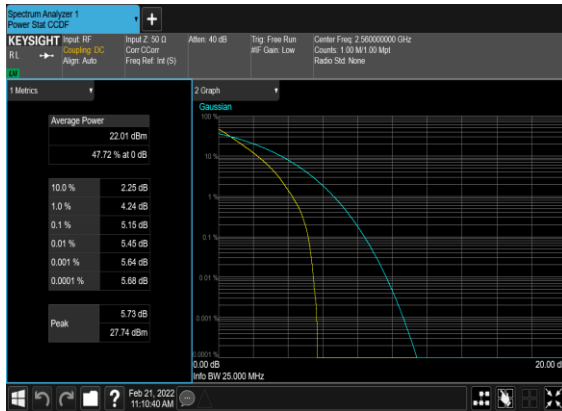 Spectrum Analyzer 1
Power Stat CCDF
KEYSIGHT
RL
LXI
Input: RF
Coupling: DC
Align: Auto
Input Z: 50 Ω
Corr CCorr
Freq Ref: Int (S)
Atten: 40 dB
Trig: Free Run
#IF Gain: Low
Center Freq: 2.560000000 GHz
Counts: 1.00 M/1.00 Mpt
Radio Std: None
1 Metrics
Average Power
22.01 dBm
47.72 % at 0 dB
10.0 % 2.25 dB
1.0 % 4.24 dB
0.1 % 5.15 dB
0.01 % 5.45 dB
0.001 % 5.64 dB
0.0001 % 5.68 dB
Peak
5.73 dB
27.74 dBm
2 Graph
Gaussian
100 %
10 %
1 %
0.1 %
0.01 %
0.001 %
0.0001 %
0.00 dB
20.00 d
Info BW 25.000 MHz
Feb 21, 2022
11:10:40 AM